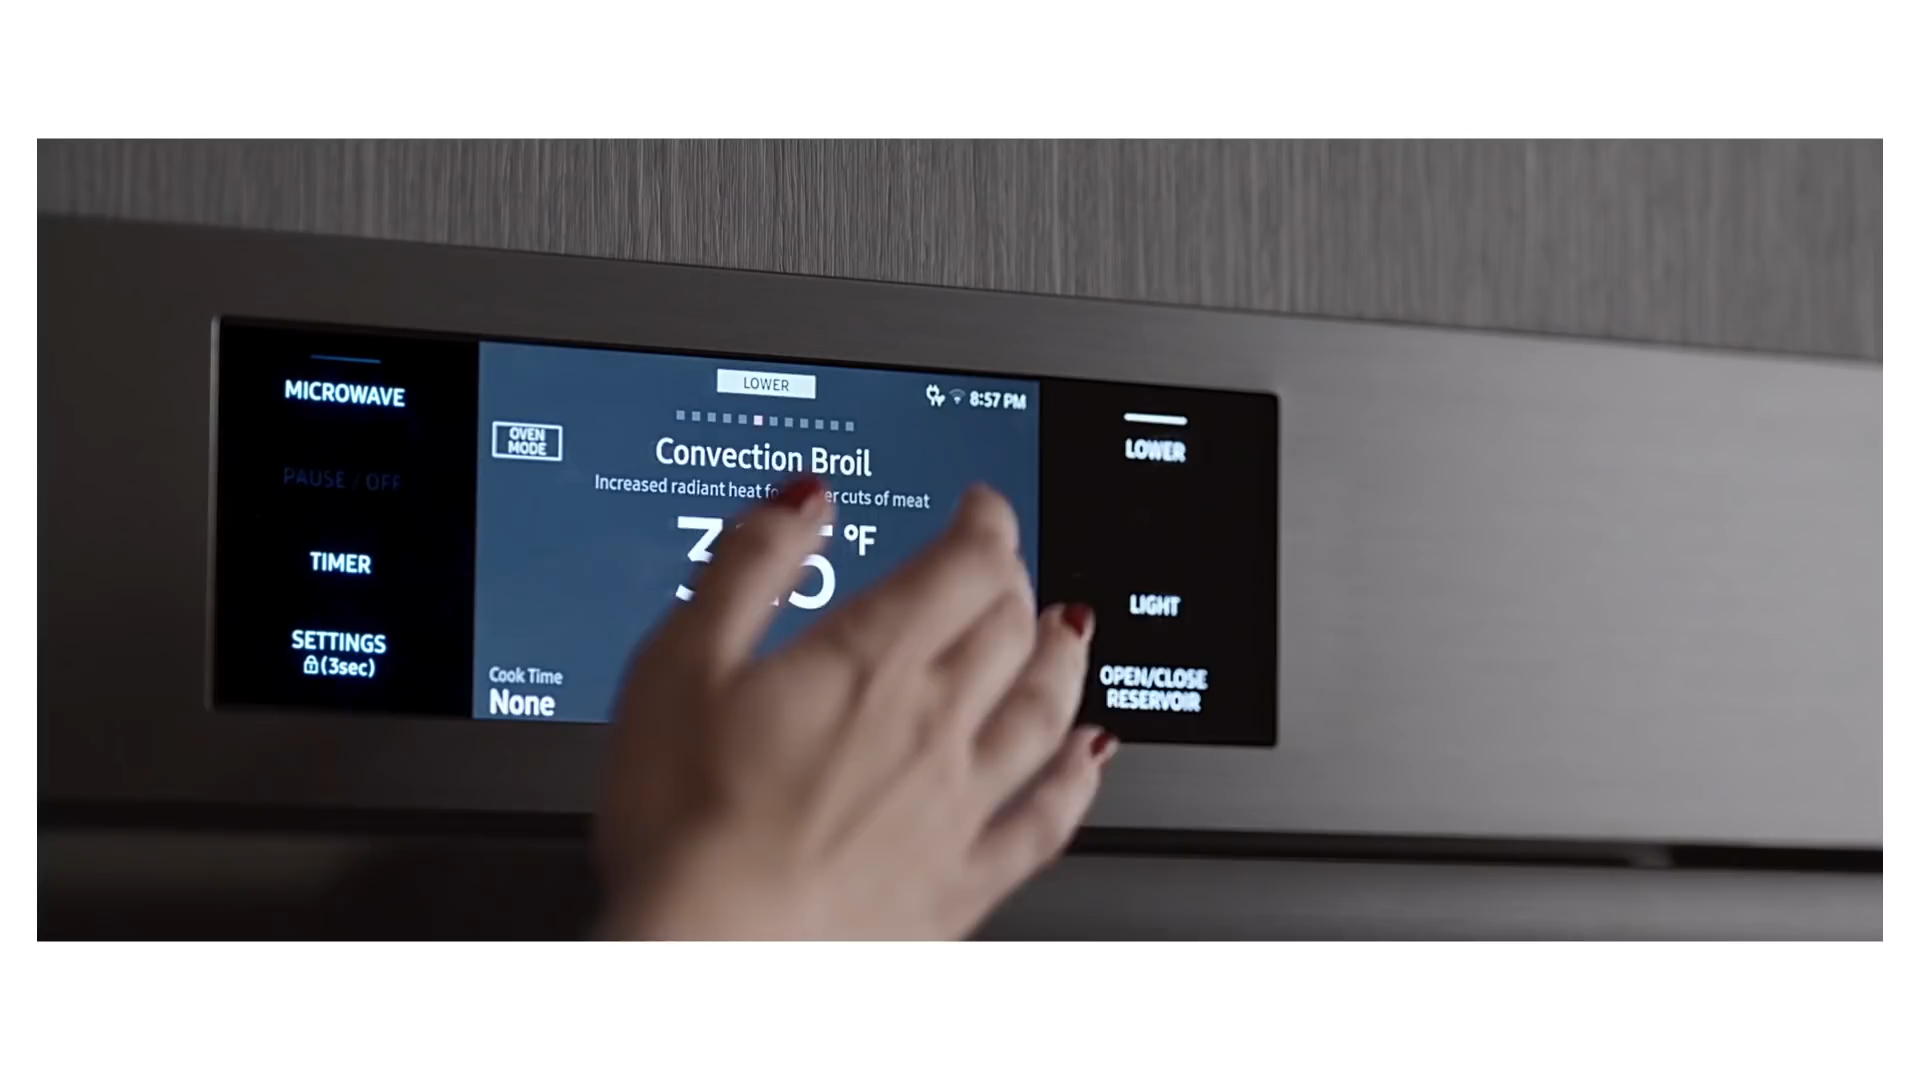 MICROWAVE
PAUSE / OFF
TIMER
SETTINGS
(3sec)
LOWER
8:57 PM
OVEN
MODE
Convection Broil
Increased radiant heat cuts of meat
°F
Cook Time
None
LOWER
LIGHT
OPEN/CLOSE
RESERVOIR